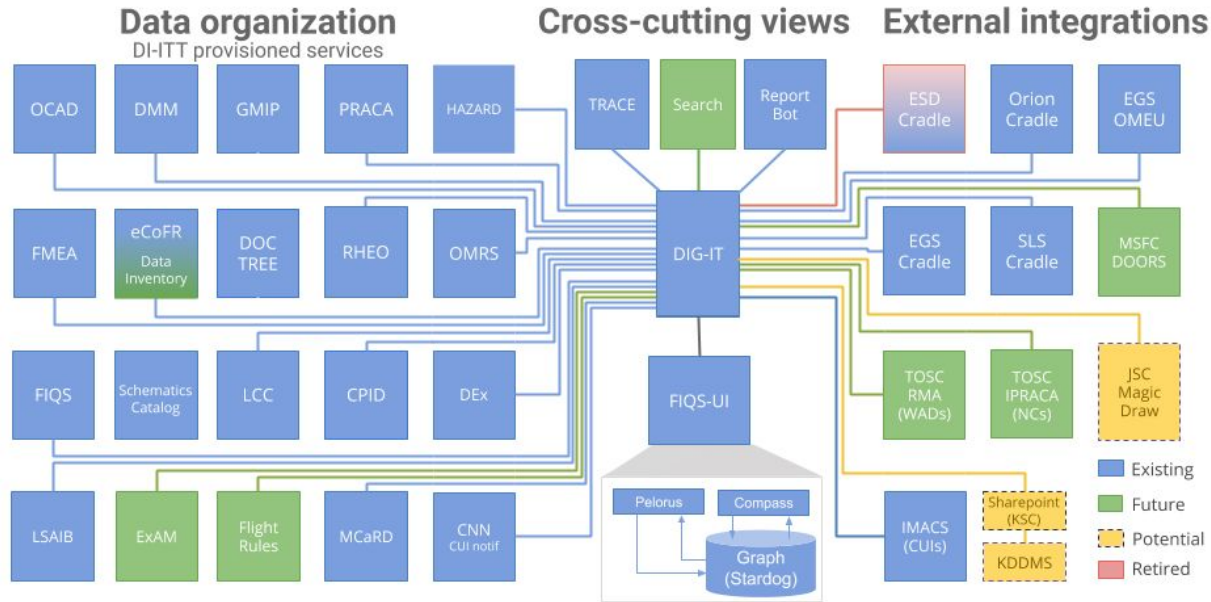 Data organization
DI-ITT provisioned services
Cross-cutting views
External integrations
OCAD
DMM
GMIP
PRACA
HAZARD
TRACE
Search
Report
Bot
ESD
Cradle
Orion
Cradle
EGS
OMEU
FMEA
eCoFR
Data
Inventory
DOC
TREE
RHEO
OMRS
DIG-IT
EGS
Cradle
SLS
Cradle
MSFC
DOORS
FIQS
Schematics
Catalog
LCC
CPID
DEx
FIQS-UI
TOSC
RMA
(WADs)
TOSC
IPRACA
(NCs)
JSC
Magic
Draw
LSAIB
ExAM
Flight
Rules
MCaRD
CNN
CUI notif
Pelorus
Compass
Graph
(Stardog)
IMACS
(CUIs)
Sharepoint
(KSC)
KDDMS
Existing
Future
Potential
Retired